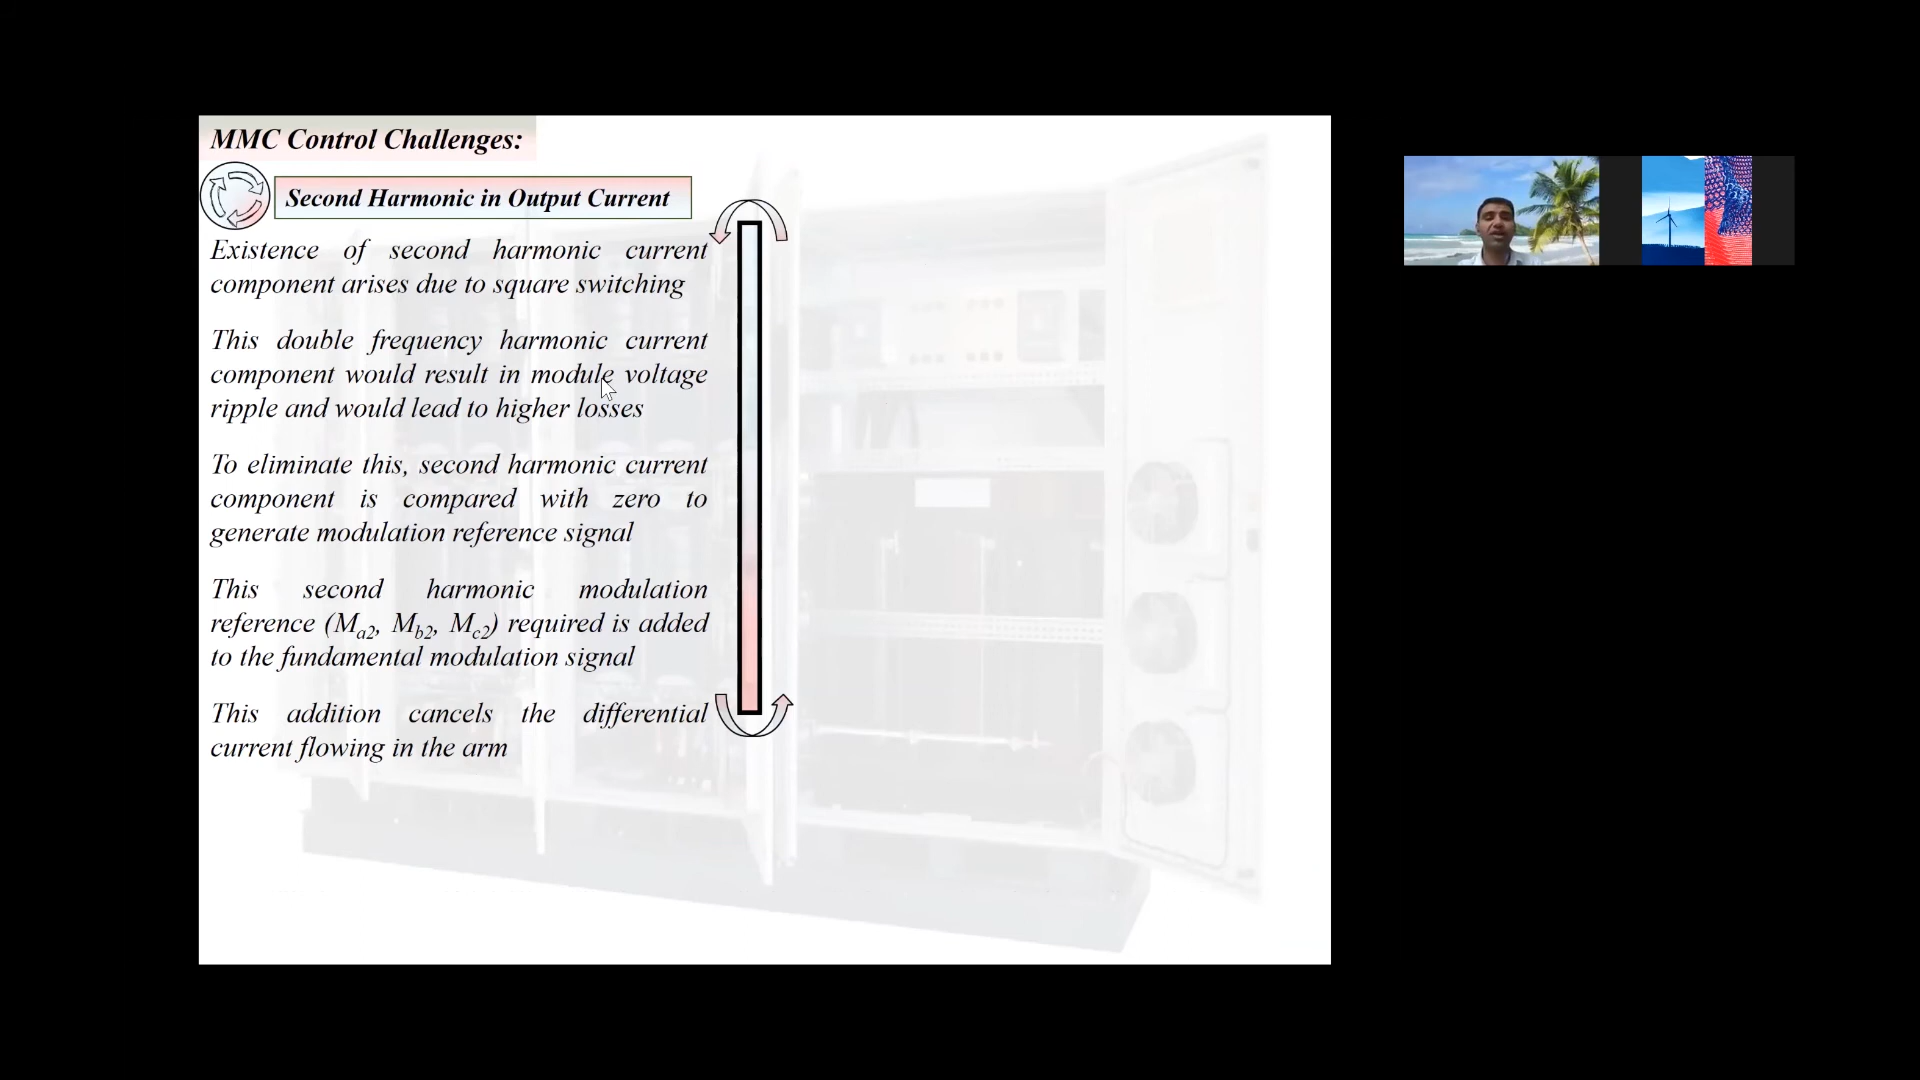 MMC Control Challenges:
Second Harmonic in Output Current
Existence of second harmonic current
component arises due to square switching
This double frequency harmonic current
component would result in module voltage
ripple and would lead to higher losses
To eliminate this, second harmonic current
component is compared with zero to
generate modulation reference signal
This second harmonic modulation
reference (Ma2, Mb2, Mc2) required is added
to the fundamental modulation signal
This addition cancels the differential
current flowing in the arm